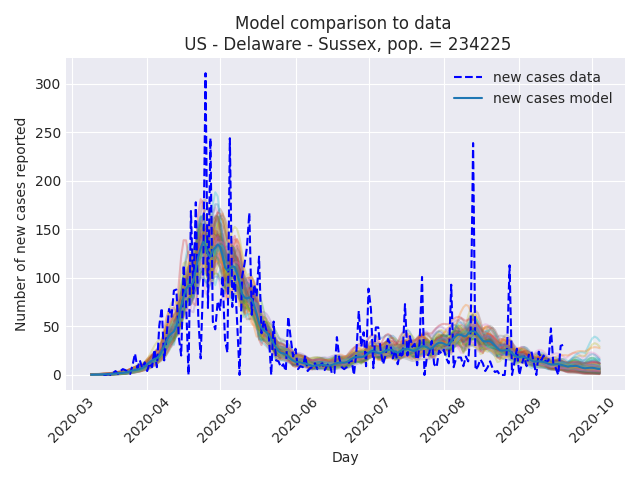 Model comparison to data
US - Delaware - Sussex, pop. = 234225
new cases data
new cases model
Number of new cases reported
300
250
200
150
100
50
0
2020-03
2020-04
2020-05
2020-06
2020-07
2020-08
2020-09
2020-10
Day